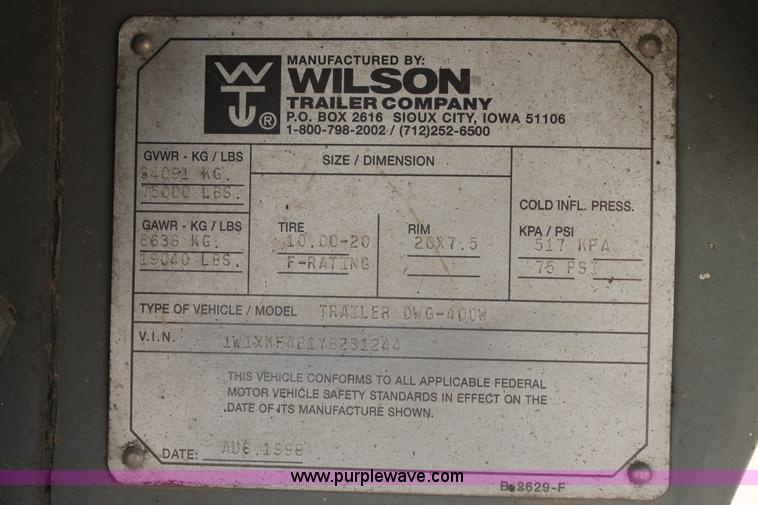 MANUFACTURED BY:
WILSON
TRAILER COMPANY
P.O. BOX 2616 SIOUX CITY, IOWA 51106
1-800-798-2002 / (712)252-6500
WT ®
GVWR - KG / LBS
34091 KG.
75000 LBS.
GAWR - KG / LBS
8636 KG.
19040 LBS.
SIZE / DIMENSION
TIRE
10.00-20
F-RATING
RIM
20X7.5
COLD INFL. PRESS.
KPA / PSI
517 KPA
75 PSI
TYPE OF VEHICLE / MODEL TRAILER DWG-400W
V.I.N.
THIS VEHICLE CONFORMS TO ALL APPLICABLE FEDERAL
MOTOR VEHICLE SAFETY STANDARDS IN EFFECT ON THE
DATE OF ITS MANUFACTURE SHOWN.
DATE: AUG.1999
www.purplewave.com